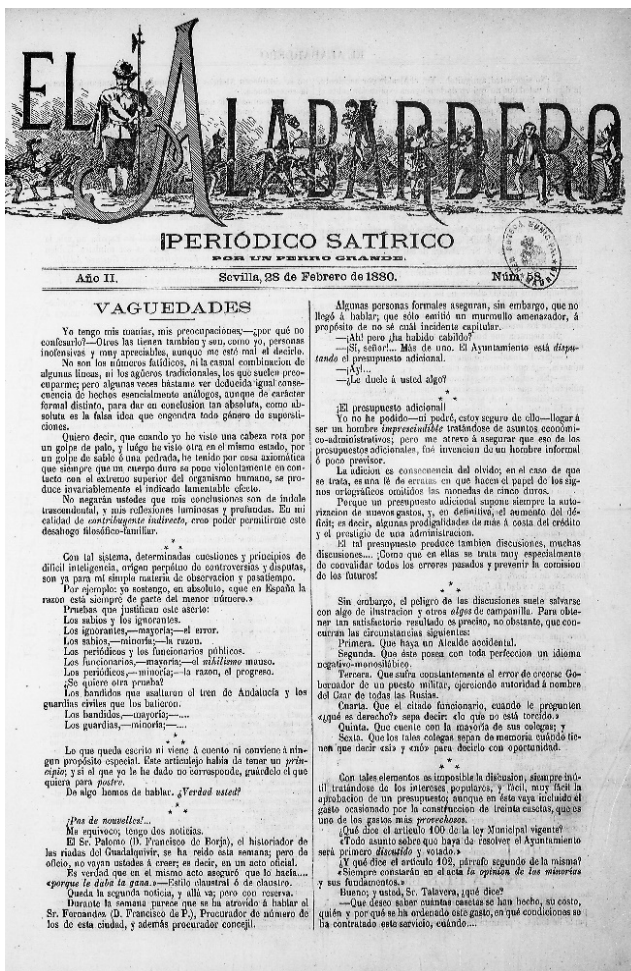 EL ALABARDERO
PERIÓDICO SATÍRICO
POR UN PERRO GRANDE.
Año II.
Sevilla, 28 de Febrero de 1880.
Núm. 58.
VAGUEDADES
Yo tengo mis manias, mis preocupaciones,—¿por qué no
confesarlo?—Otros las tienen tambien y son, como yo, personas
inofensivas y muy apreciables, aunque me esté mal el decirlo.
No son los números fatídicos, ni la casual combinacion de
algunas líneas, ni los agüeros tradicionales, los que suelen preo-
cuparme; pero algunas veces bástame ver deducida igual conse-
cuencia de hechos esencialmente análogos, aunque de carácter
formal distinto, para dar en conclusion tan absoluta, como ab-
soluta es la falsa idea que engendra todo género de supersti-
ciones.
Quiero decir, que cuando yo he visto una cabeza rota por
un golpe de palo, y luégo he visto otra en el mismo estado, por
un golpe de sable ó una pedrada, he tenido por cosa axiomática
que siempre que un cuerpo duro se pone violentamente en con-
tacto con el extremo superior del organismo humano, se pro-
duce invariablemente el indicado lamentable efecto.
No negarán ustedes que mis conclusiones son de índole
trascendental, y mis reflexiones luminosas y profundas. En mi
calidad de contribuyente indirecto, creo poder permitirme este
desahogo filosófico-familiar.
* * *
Con tal sistema, determinadas cuestiones y principios de
difícil inteligencia, orígen perpétuo de controversias y disputas,
son ya para mí simple materia de observacion y pasatiempo.
Por ejemplo: yo sostengo, en absoluto, «que en España la
razon está siempre de parte del menor número.»
Pruebas que justifican este aserto:
Los sabios y los ignorantes.
Los ignorantes,—mayoría;—el error.
Los sabios,—minoría;—la razon.
Los periódicos y los funcionarios públicos.
Los funcionarios,—mayoría;—el nihilismo manso.
Los periódicos,—minoría;—la razon, el progreso.
¿Se quiere otra prueba?
Los bandidos que asaltaron el tren de Andalucía y los
guardias civiles que los batieron.
Los bandidos,—mayoría;—....
Los guardias,—minoría;—....
* * *
Lo que queda escrito ni viene á cuento ni conviene á nin-
gun propósito especial. Este articulejo habia de tener un prin-
cipio; y si el que yo le he dado no corresponde, guárdelo el que
quiera para postre.
De algo hemos de hablar. ¿Verdad usted?
* * *
¡Pas de nouvelles!...
Me equivoco; tengo dos noticias.
El Sr. Palomo (D. Francisco de Borja), el historiador de
las riadas del Guadalquivir, se ha reido esta semana; pero de
oficio, no vayan ustedes á creer; es decir, en un acto oficial.
Es verdad que en el mismo acto aseguró que lo hacía....
«porque le daba la gana.»—Estilo claustral ó de claustro.
Queda la segunda noticia, y allá va; pero con reserva.
Durante la semana parece que se ha atrevido á hablar el
Sr. Fernandez (D. Francisco de P.), Procurador de número de
los de esta ciudad, y además procurador concejil.
Algunas personas formales aseguran, sin embargo, que no
llegó á hablar; que sólo emitió un murmullo amenazador, á
propósito de no sé cuál incidente capitular.
—¡Ah! pero ¿ha habido cabildo?
—¡Sí, señor!... Más de uno. El Ayuntamiento está dispu-
tando el presupuesto adicional.
—¡Ay!...
—¿Le duele á usted algo?
* * *
¡El presupuesto adicional!
Yo no he podido—ni podré, estoy seguro de ello—llegar á
ser un hombre imprescindible tratándose de asuntos económi-
co-administrativos; pero me atrevo á asegurar que eso de los
presupuestos adicionales, fué invencion de un hombre informal
ó poco previsor.
La adicion es consecuencia del olvido; en el caso de que
se trata, es una fé de erratas en que hacen el papel de los sig-
nos ortográficos omitidos las monedas de cinco duros.
Porque un presupuesto adicional supone siempre la auto-
rizacion de nuevos gastos, y, en definitiva, el aumento del dé-
ficit; es decir, algunas prodigalidades de más á costa del crédito
y el prestigio de una administracion.
El tal presupuesto produce tambien discusiones, muchas
discusiones.... ¡Como que en ellas se trata muy especialmente
de convalidar todos los errores pasados y prevenir la comision
de los futuros!
* * *
Sin embargo, el peligro de las discusiones suele salvarse
con algo de ilustracion y otros algos de campanilla. Para obte-
ner tan satisfactorio resultado es preciso, no obstante, que con-
curran las circunstancias siguientes:
Primera. Que haya un Alcalde accidental.
Segunda. Que éste posea con toda perfeccion un idioma
negativo-monosilábico.
Tercera. Que sufra constantemente el error de creerse Go-
bernador de un puesto militar, ejerciendo autoridad á nombre
del Czar de todas las Rusias.
Cuarta. Que el citado funcionario, cuando le pregunten
«¿qué es derecho?» sepa decir: «lo que no está torcido.»
Quinta. Que cuente con la mayoría de sus colegas; y
Sexta. Que los tales colegas sepan de memoria cuándo tie-
nen que decir «sí» y «nó» para decirlo con oportunidad.
* * *
Con tales elementos es imposible la discusion, siempre inú-
til tratándose de los intereses populares, y fácil, muy fácil la
aprobacion de un presupuesto; aunque en éste vaya incluido el
gasto ocasionado por la construccion de treinta casetas, que es
uno de los gastos más provechosos.
¿Qué dice el artículo 100 de la ley Municipal vigente?
«Todo asunto sobre que haya de resolver el Ayuntamiento
será primero discutido y votado.»
¿Y qué dice el artículo 102, párrafo segundo de la misma?
«Siempre constarán en el acta la opinion de las minorías
y sus fundamentos.»
Bueno; y usted, Sr. Talavera, ¿qué dice?
—Que deseo saber cuántas casetas se han hecho, su costo,
quién y por qué se ha ordenado este gasto, en qué condiciones se
ha contratado este servicio, cuándo....